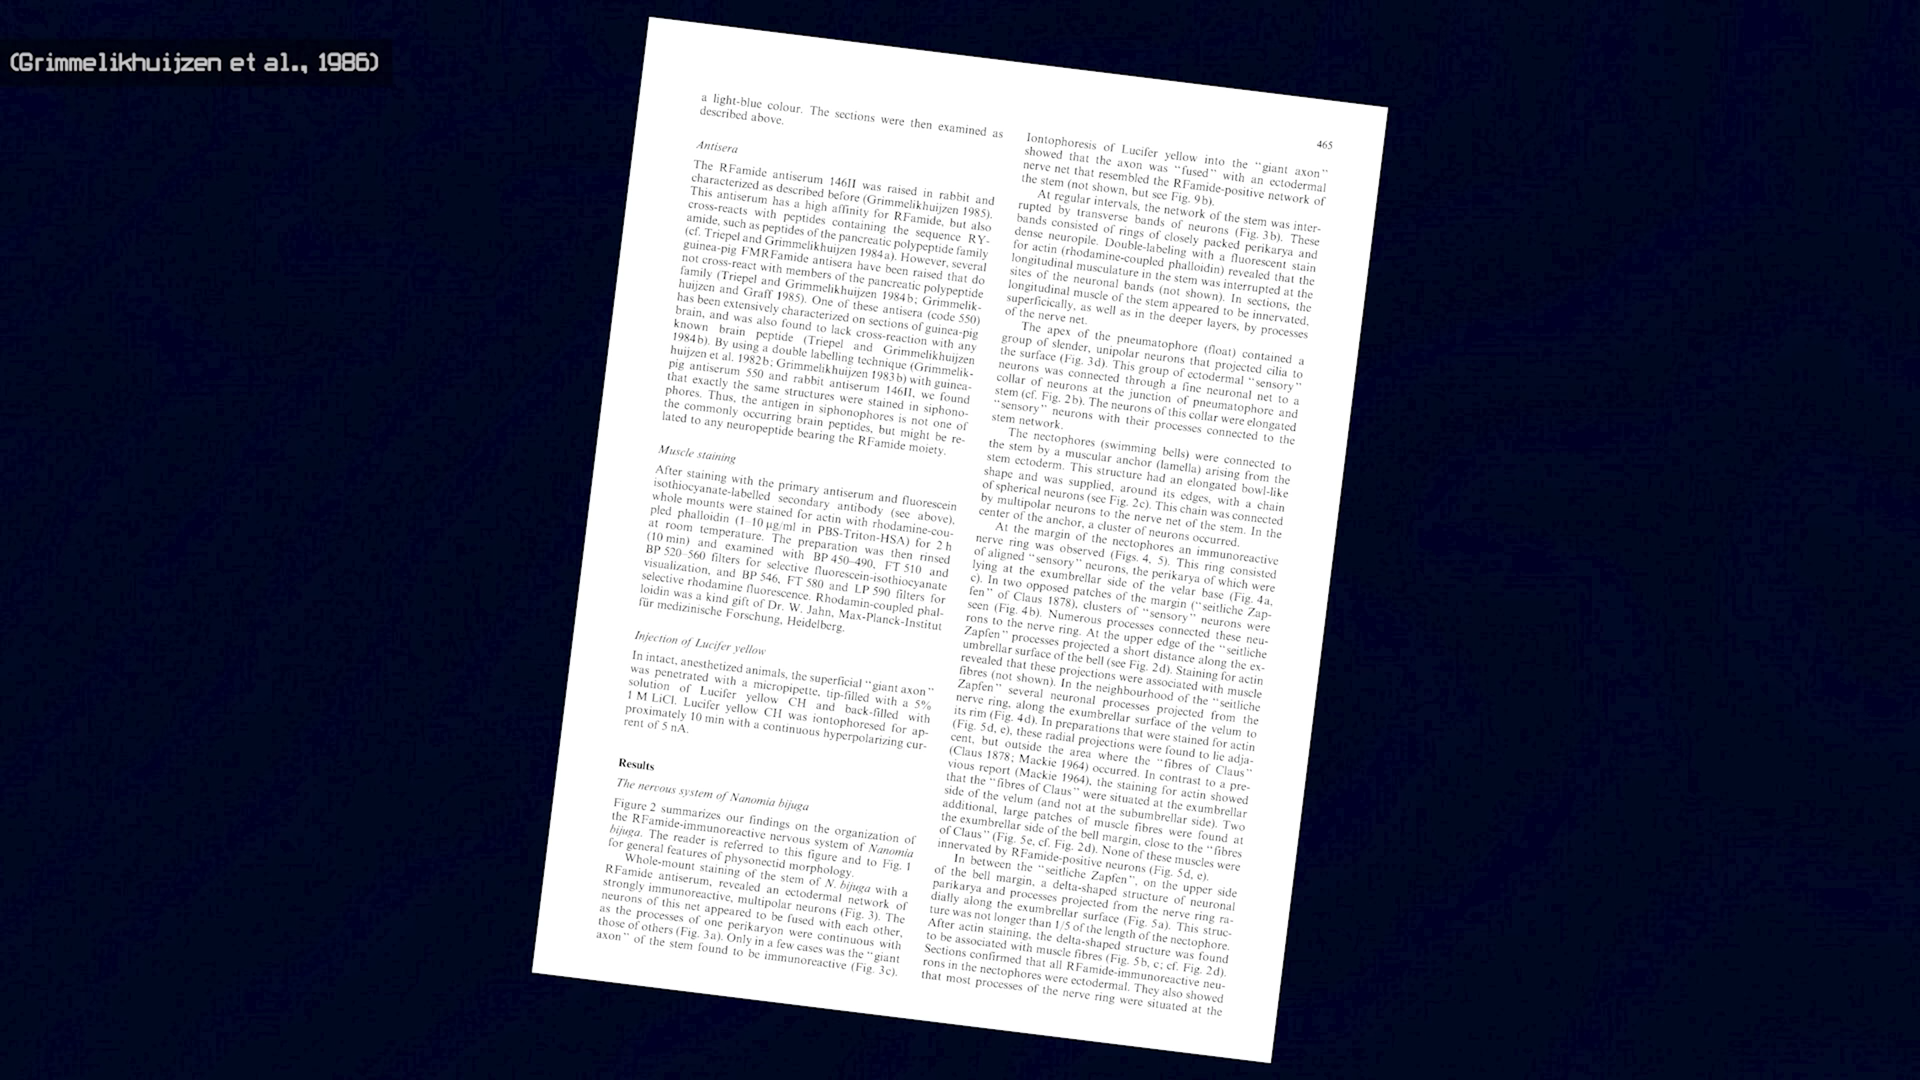 (Grimmelikhuijzen et al., 1986)
465
a light-blue colour. The sections were then examined as
described above.
Antisera
The RFamide antiserum 146II was raised in rabbit and
characterized as described before (Grimmelikhuijzen 1985).
This antiserum has a high affinity for RFamide, but also
cross-reacts with peptides containing the sequence RY-
amide, such as peptides of the pancreatic polypeptide family
(cf. Triepel and Grimmelikhuijzen 1984a). However, several
guinea-pig FMRFamide antisera have been raised that do
not cross-react with members of the pancreatic polypeptide
family (Triepel and Grimmelikhuijzen 1984b; Grimmelik-
huijzen and Graff 1985). One of these antisera (code 550)
has been extensively characterized on sections of guinea-pig
brain, and was also found to lack cross-reaction with any
known brain peptide (Triepel and Grimmelikhuijzen
1984b). By using a double labelling technique (Grimmelik-
huijzen et al. 1982b; Grimmelikhuijzen 1983b) with guinea-
pig antiserum 550 and rabbit antiserum 146II, we found
that exactly the same structures were stained in siphono-
phores. Thus, the antigen in siphonophores is not one of
the commonly occurring brain peptides, but might be re-
lated to any neuropeptide bearing the RFamide moiety.
Muscle staining
After staining with the primary antiserum and fluorescein
isothiocyanate-labelled secondary antibody (see above),
whole mounts were stained for actin with rhodamine-cou-
pled phalloidin (1–10 µg/ml in PBS-Triton-HSA) for 2 h
at room temperature. The preparation was then rinsed
(10 min) and examined with BP 450–490, FT 510 and
BP 520–560 filters for selective fluorescein-isothiocyanate
visualization, and BP 546, FT 580 and LP 590 filters for
selective rhodamine fluorescence. Rhodamin-coupled phal-
loidin was a kind gift of Dr. W. Jahn, Max-Planck-Institut
für medizinische Forschung, Heidelberg.
Injection of Lucifer yellow
In intact, anesthetized animals, the superficial “giant axon”
was penetrated with a micropipette, tip-filled with a 5%
solution of Lucifer yellow CH and back-filled with
1 M LiCl. Lucifer yellow CH was iontophoresed for ap-
proximately 10 min with a continuous hyperpolarizing cur-
rent of 5 nA.
Results
The nervous system of Nanomia bijuga
Figure 2 summarizes our findings on the organization of
the RFamide-immunoreactive nervous system of Nanomia
bijuga. The reader is referred to this figure and to Fig. 1
for general features of physonectid morphology.
Whole-mount staining of the stem of N. bijuga with a
RFamide antiserum, revealed an ectodermal network of
strongly immunoreactive, multipolar neurons (Fig. 3). The
neurons of this net appeared to be fused with each other,
as the processes of one perikaryon were continuous with
those of others (Fig. 3a). Only in a few cases was the “giant
axon” of the stem found to be immunoreactive (Fig. 3c).
Iontophoresis of Lucifer yellow into the “giant axon”
showed that the axon was “fused” with an ectodermal
nerve net that resembled the RFamide-positive network of
the stem (not shown, but see Fig. 9b).
At regular intervals, the network of the stem was inter-
rupted by transverse bands of neurons (Fig. 3b). These
bands consisted of rings of closely packed perikarya and
dense neuropile. Double-labeling with a fluorescent stain
for actin (rhodamine-coupled phalloidin) revealed that the
longitudinal musculature in the stem was interrupted at the
sites of the neuronal bands (not shown). In sections, the
longitudinal muscle of the stem appeared to be innervated,
superficically, as well as in the deeper layers, by processes
of the nerve net.
The apex of the pneumatophore (float) contained a
group of slender, unipolar neurons that projected cilia to
the surface (Fig. 3d). This group of ectodermal “sensory”
neurons was connected through a fine neuronal net to a
collar of neurons at the junction of pneumatophore and
stem (cf. Fig. 2b). The neurons of this collar were elongated
“sensory” neurons with their processes connected to the
stem network.
The nectophores (swimming bells) were connected to
the stem by a muscular anchor (lamella) arising from the
stem ectoderm. This structure had an elongated bowl-like
shape and was supplied, around its edges, with a chain
of spherical neurons (see Fig. 2c). This chain was connected
by multipolar neurons to the nerve net of the stem. In the
center of the anchor, a cluster of neurons occurred.
At the margin of the nectophores an immunoreactive
nerve ring was observed (Figs. 4, 5). This ring consisted
of aligned “sensory” neurons, the perikarya of which were
lying at the exumbrellar side of the velar base (Fig. 4a,
c). In two opposed patches of the margin (“seitliche Zap-
fen” of Claus 1878), clusters of “sensory” neurons were
seen (Fig. 4b). Numerous processes connected these neu-
rons to the nerve ring. At the upper edge of the “seitliche
Zapfen” processes projected a short distance along the ex-
umbrellar surface of the bell (see Fig. 2d). Staining for actin
revealed that these projections were associated with muscle
fibres (not shown). In the neighbourhood of the “seitliche
Zapfen” several neuronal processes projected from the
nerve ring, along the exumbrellar surface of the velum to
its rim (Fig. 4d). In preparations that were stained for actin
(Fig. 5d, e), these radial projections were found to lie adja-
cent, but outside the area where the “fibres of Claus”
(Claus 1878; Mackie 1964) occurred. In contrast to a pre-
vious report (Mackie 1964), the staining for actin showed
that the “fibres of Claus” were situated at the exumbrellar
side of the velum (and not at the subumbrellar side). Two
additional, large patches of muscle fibres were found at
the exumbrellar side of the bell margin, close to the “fibres
of Claus” (Fig. 5e, cf. Fig. 2d). None of these muscles were
innervated by RFamide-positive neurons (Fig. 5d, e).
In between the “seitliche Zapfen”, on the upper side
of the bell margin, a delta-shaped structure of neuronal
parikarya and processes projected from the nerve ring ra-
dially along the exumbrellar surface (Fig. 5a). This struc-
ture was not longer than 1/5 of the length of the nectophore.
After actin staining, the delta-shaped structure was found
to be associated with muscle fibres (Fig. 5b, c; cf. Fig. 2d).
Sections confirmed that all RFamide-immunoreactive neu-
rons in the nectophores were ectodermal. They also showed
that most processes of the nerve ring were situated at the